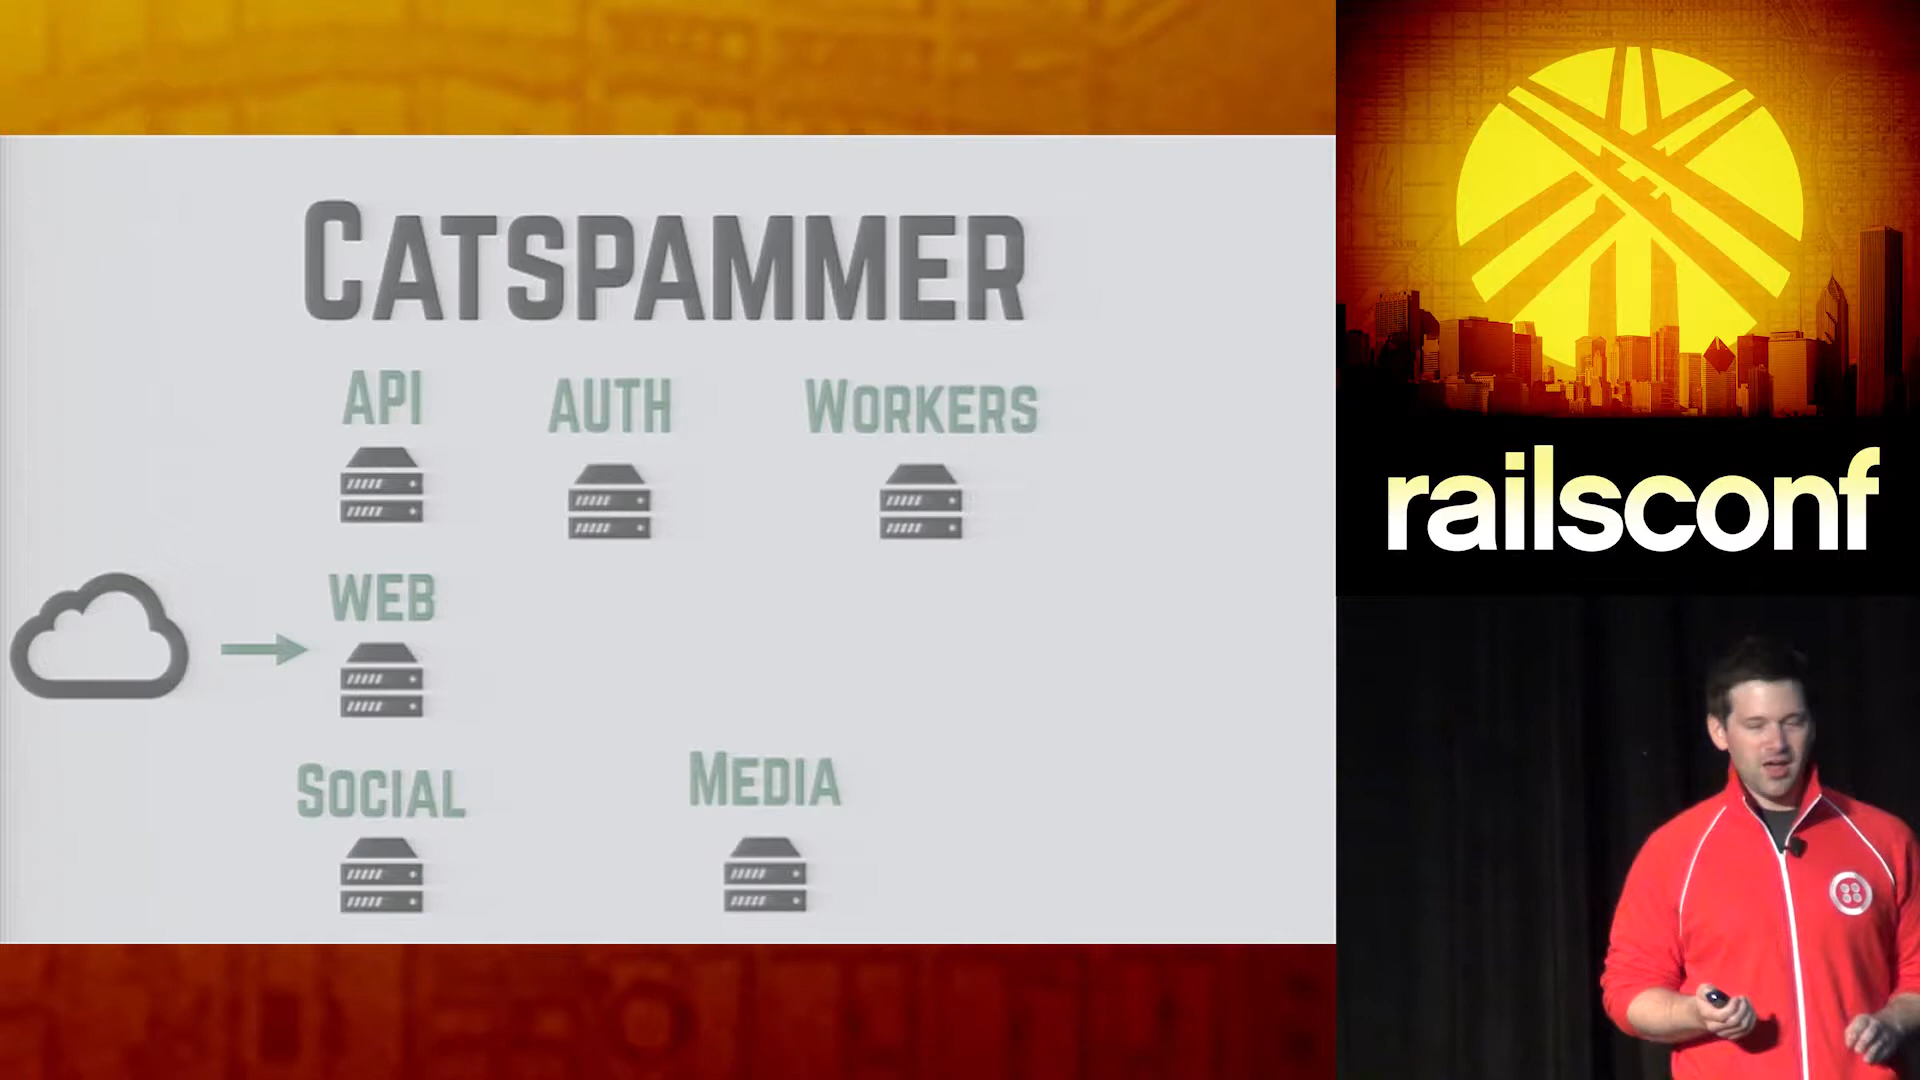 CATSPAMMER
API
AUTH
WORKERS
WEB
SOCIAL
MEDIA
railsconf